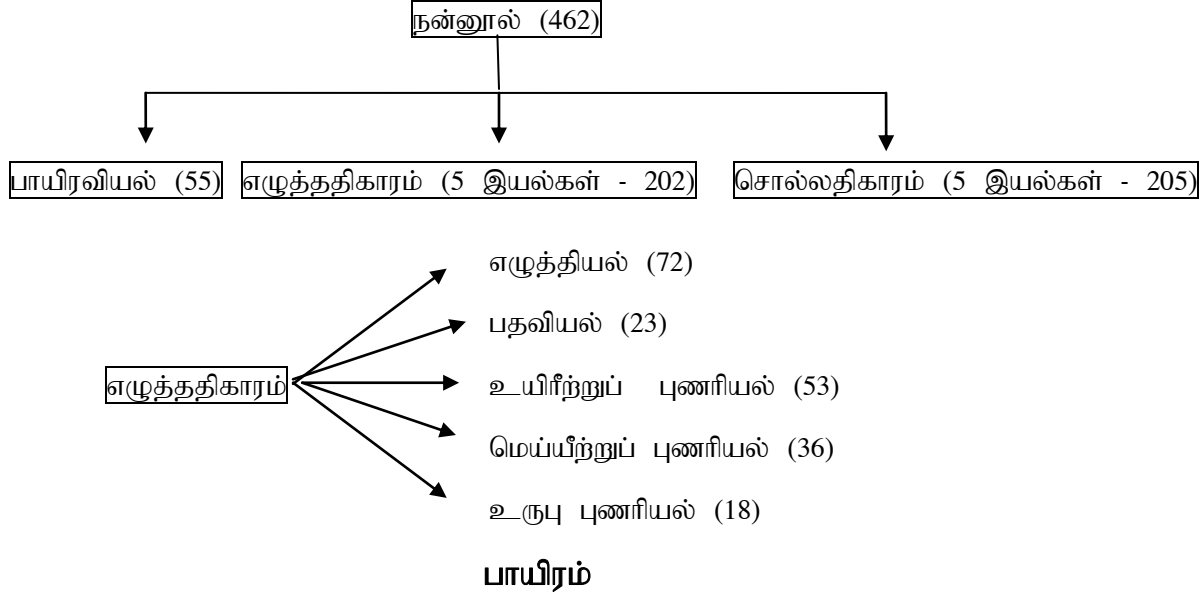 நன்னூல் (462)
பாயிரவியல் (55) எழுத்ததிகாரம் (5 இயல்கள் - 202) சொல்லதிகாரம் (5 இயல்கள் - 205)
எழுத்தியல் (72)
பதவியல் (23)
எழுத்ததிகாரம் உயிரீற்றுப் புணரியல் (53)
மெய்யீற்றுப் புணரியல் (36)
உருபு புணரியல் (18)
பாயிரம்